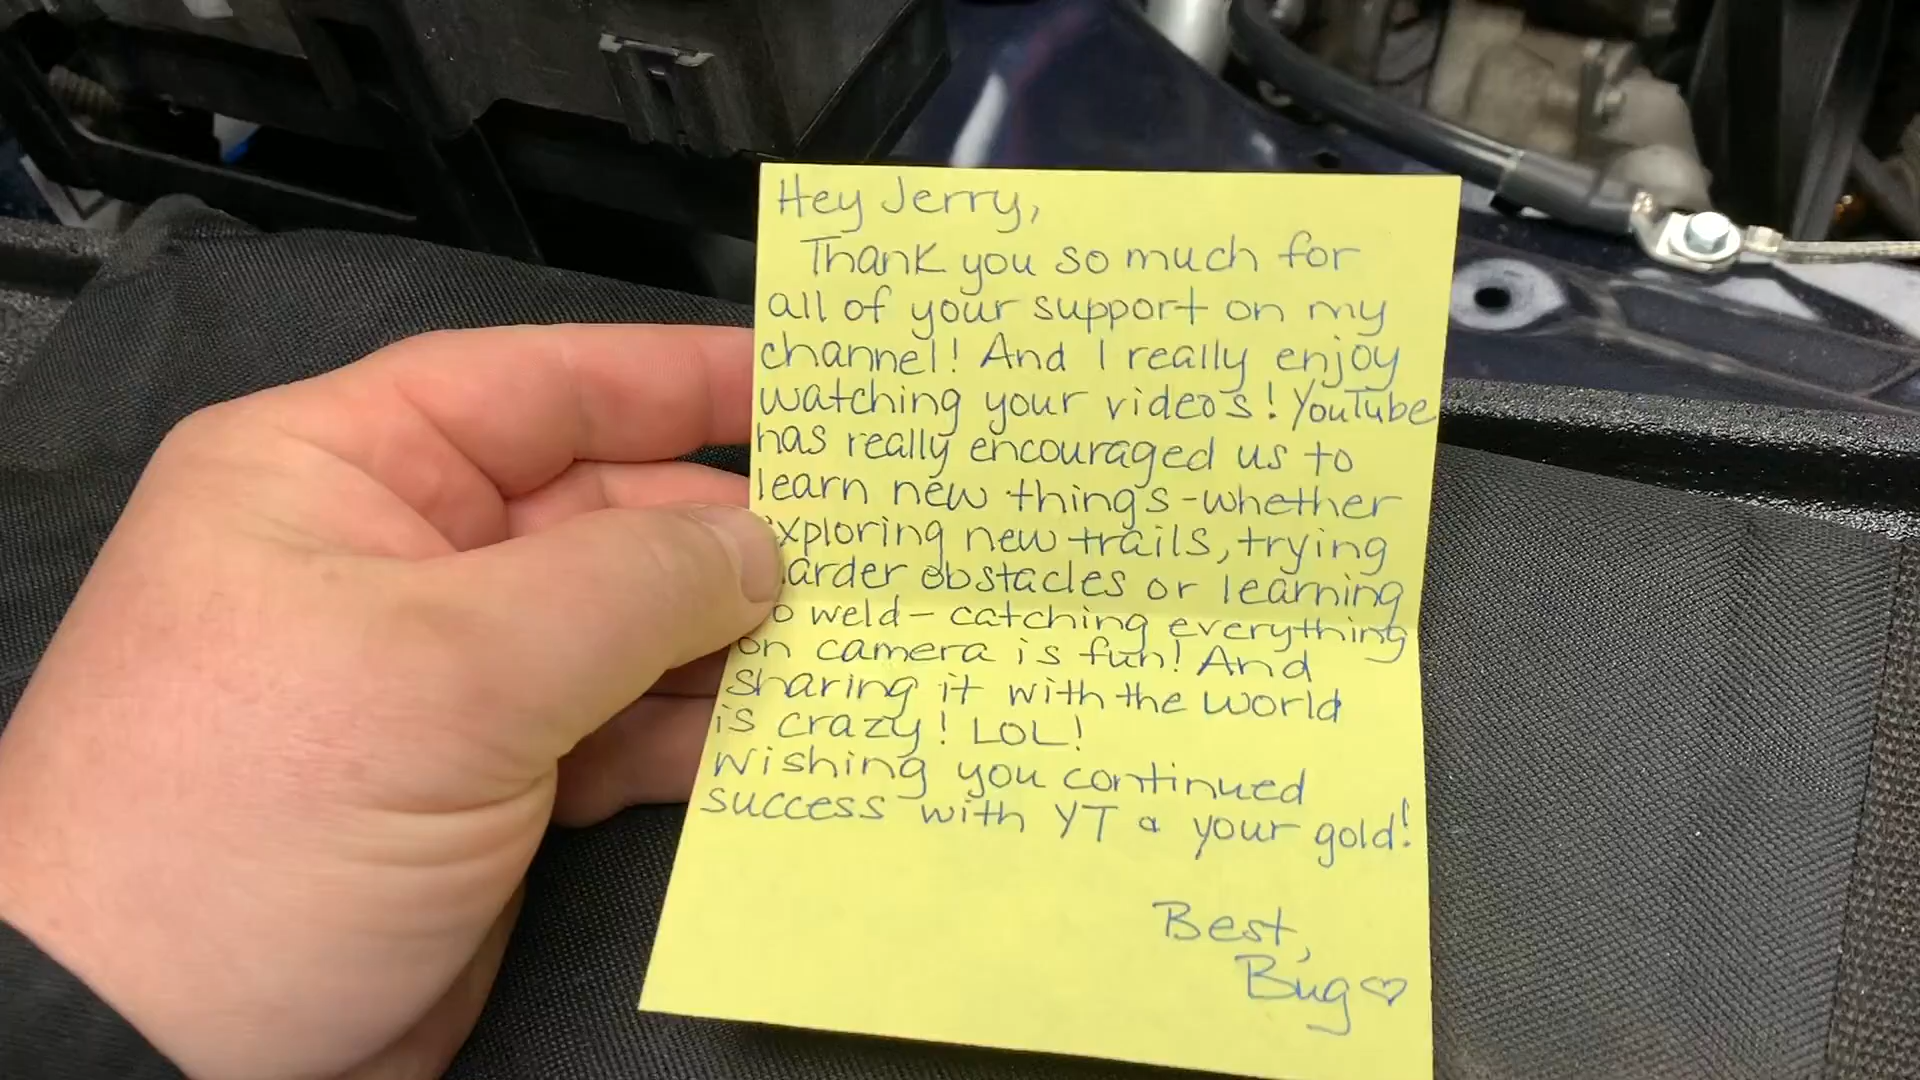 Hey Jerry,
Thank you so much for
all of your support on my
channel! And I really enjoy
watching your videos! YouTube
has really encouraged us to
learn new things-whether
xploring new trails, trying
arder obstacles or learning
o weld- catching everything
on camera is fun! And
sharing it with the world
is crazy! LOL!
Wishing you continued
success with YT & your gold!
Best,
Bug♡